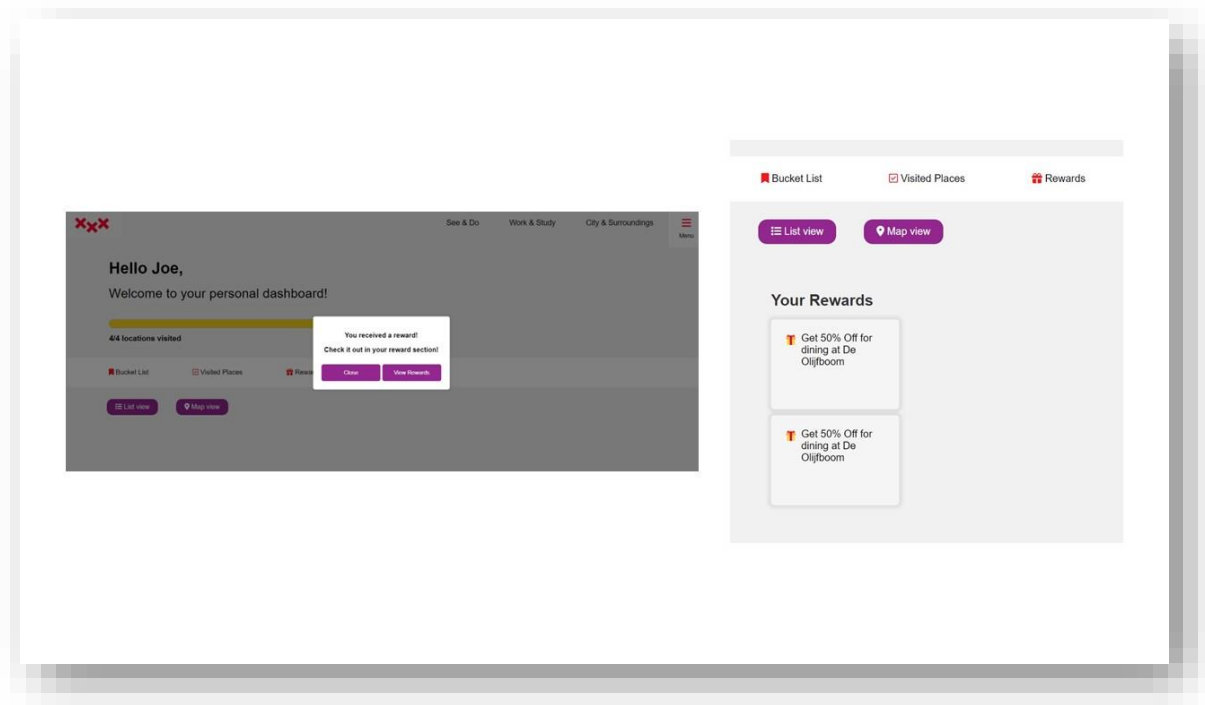 XXX
See & Do
Work & Study
City & Surroundings
Menu
Hello Joe,
Welcome to your personal dashboard!
4/4 locations visited
You received a reward!
Check it out in your reward section!
Close
View Rewards
Bucket List
Visited Places
Rewar
List view
Map view
Bucket List
Visited Places
Rewards
List view
Map view
Your Rewards
Get 50% Off for
dining at De
Olijfboom
Get 50% Off for
dining at De
Olijfboom